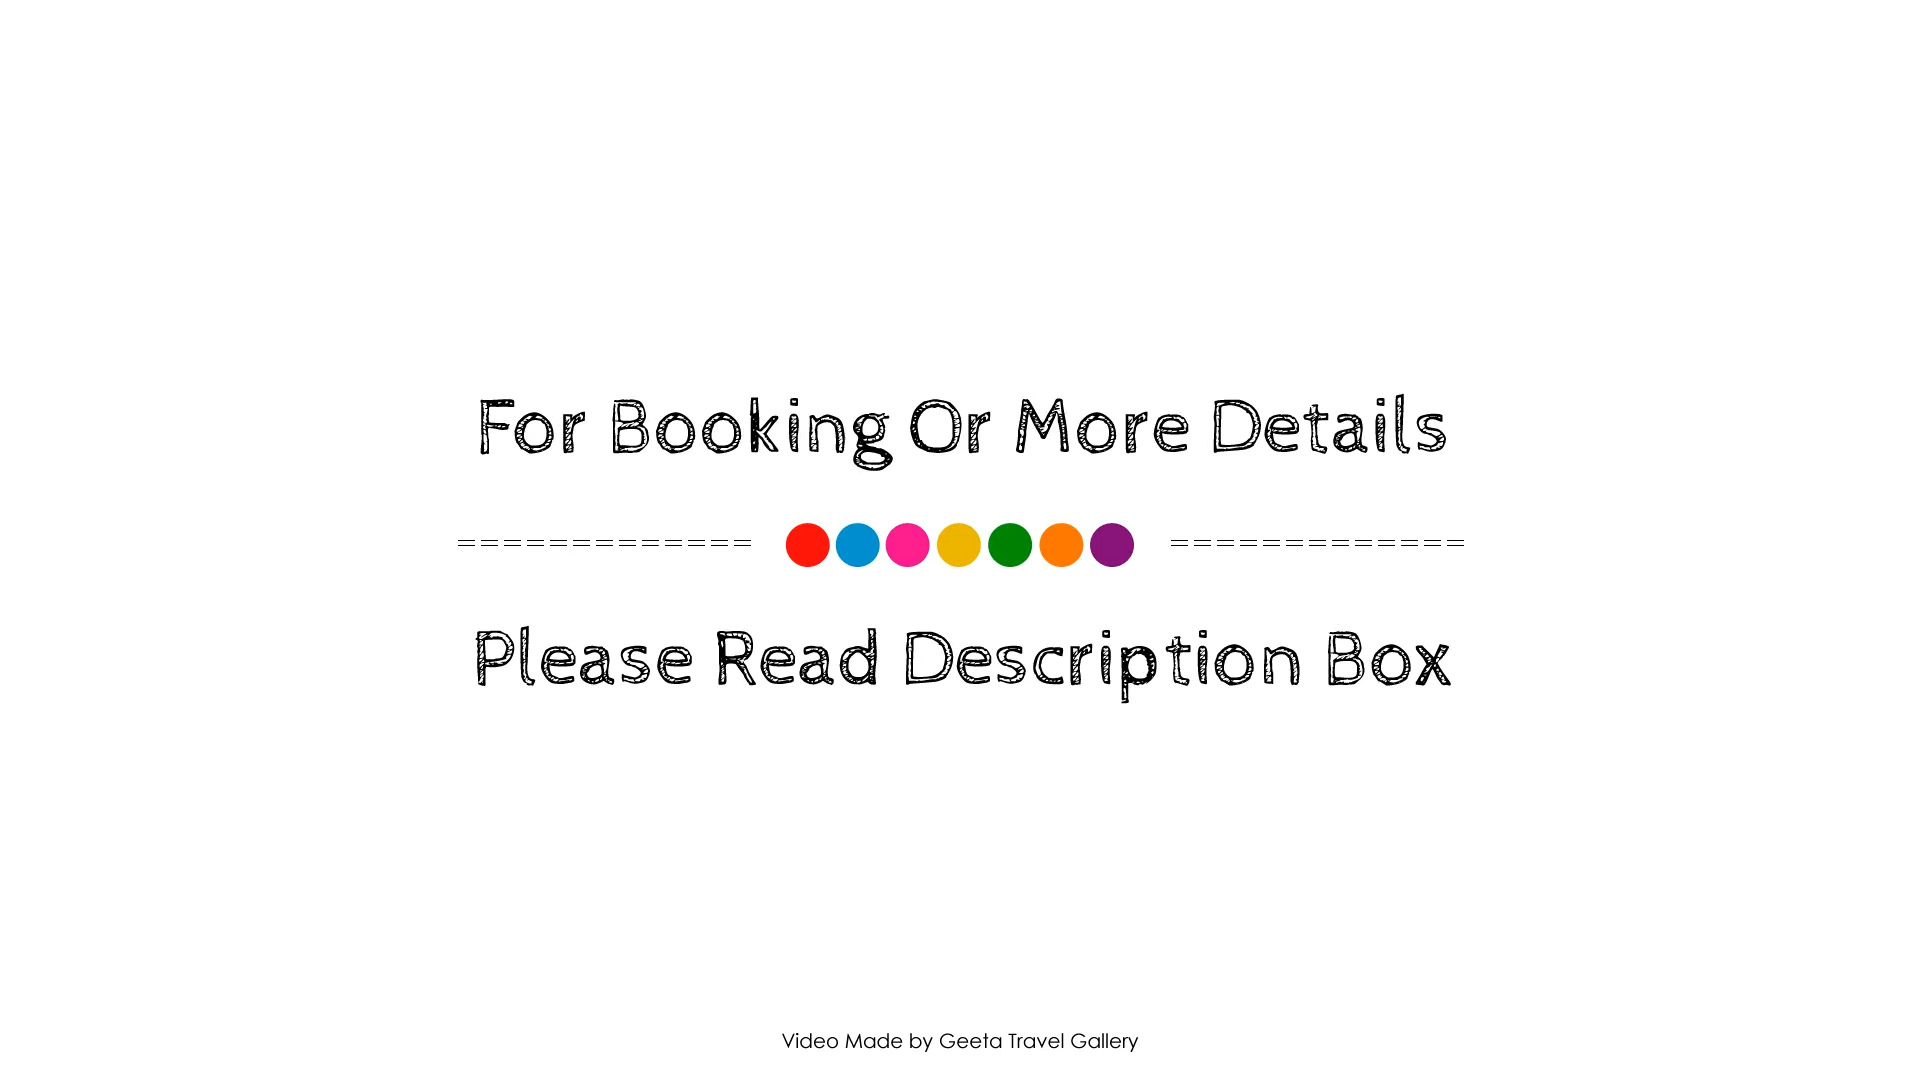 For Booking Or More Details
============= =============
Please Read Description Box
Video Made by Geeta Travel Gallery